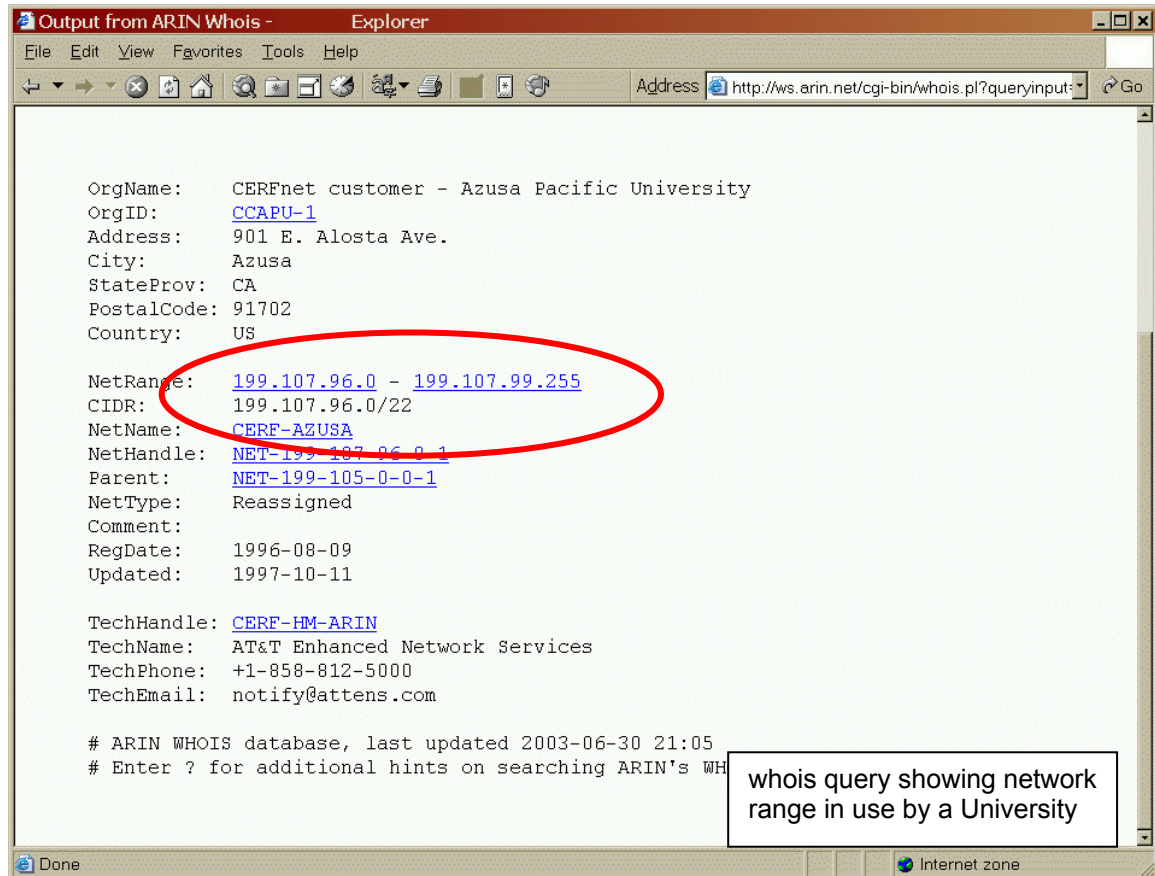 Output from ARIN Whois - Explorer
File Edit View Favorites Tools Help
Address http://ws.arin.net/cgi-bin/whois.pl?queryinput= Go
OrgName: CERFnet customer - Azusa Pacific University
OrgID: CCAPU-1
Address: 901 E. Alosta Ave.
City: Azusa
StateProv: CA
PostalCode: 91702
Country: US
NetRange: 199.107.96.0 - 199.107.99.255
CIDR: 199.107.96.0/22
NetName: CERF-AZUSA
NetHandle: NET-199-107-96-0-1
Parent: NET-199-105-0-0-1
NetType: Reassigned
Comment:
RegDate: 1996-08-09
Updated: 1997-10-11
TechHandle: CERF-HM-ARIN
TechName: AT&T Enhanced Network Services
TechPhone: +1-858-812-5000
TechEmail: notify@attens.com
# ARIN WHOIS database, last updated 2003-06-30 21:05
# Enter ? for additional hints on searching ARIN's WH
whois query showing network
range in use by a University
Done
Internet zone